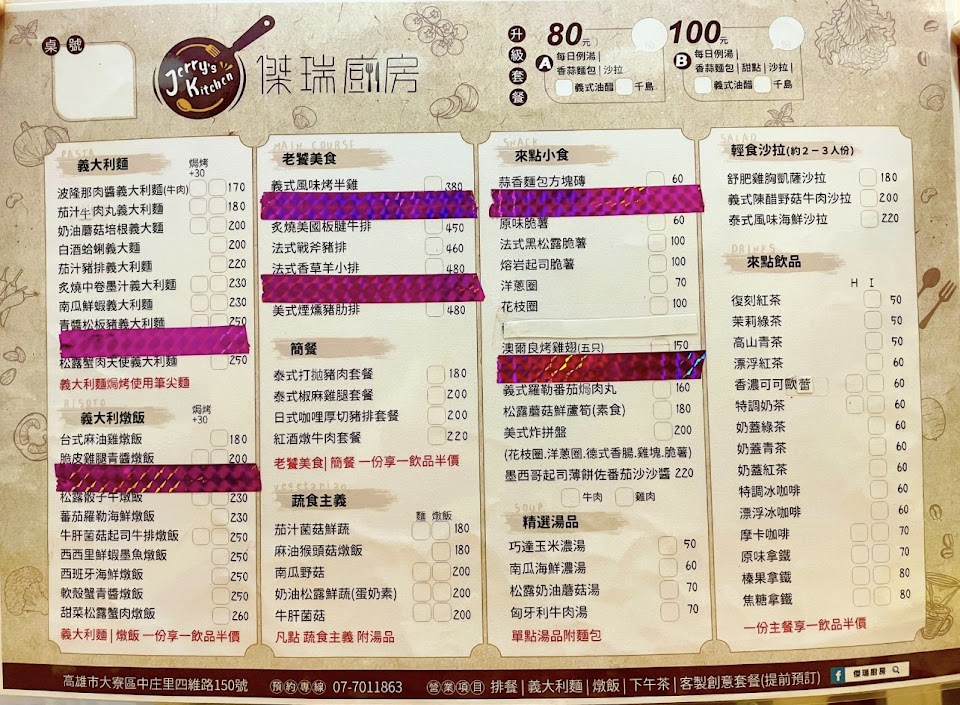 桌號
Jerry's Kitchen
傑瑞廚房
升級套餐
A 80元
每日例湯|
香蒜麵包|沙拉
義式油醋 千島
B 100元
每日例湯|
香蒜麵包|甜點|沙拉|
義式油醋 千島
PASTA
義大利麵 焗烤+30
波隆那肉醬義大利麵(牛肉) 170
茄汁牛肉丸義大利麵 180
奶油蘑菇培根義大利麵 200
白酒蛤蜊義大麵 200
茄汁豬排義大利麵 220
炙燒中卷墨汁義大利麵 230
南瓜鮮蝦義大利麵 230
青醬松板豬義大利麵 250
松露蟹肉天使義大利麵 250
義大利麵焗烤使用筆尖麵
RISOTO
義大利燉飯 焗烤+30
台式麻油雞燉飯 180
脆皮雞腿青醬燉飯 200
松露骰子牛燉飯 230
蕃茄羅勒海鮮燉飯 230
牛肝菌菇起司牛排燉飯 250
西西里鮮蝦墨魚燉飯 250
西班牙海鮮燉飯 250
軟殼蟹青醬燉飯 250
甜菜松露蟹肉燉飯 260
義大利麵|燉飯 一份享一飲品半價
MAIN COURSE
老饕美食
義式風味烤半雞 380
炙燒美國板腱牛排 450
法式戰斧豬排 460
法式香草羊小排 480
美式煙燻豬肋排 480
簡餐
泰式打拋豬肉套餐 180
泰式椒麻雞腿套餐 200
日式咖哩厚切豬排套餐 200
紅酒燉牛肉套餐 220
老饕美食|簡餐 一份享一飲品半價
vegetarian
蔬食主義 麵 燉飯
茄汁菌菇鮮蔬 180
麻油猴頭菇燉飯 180
南瓜野菇 200
奶油松露鮮蔬(蛋奶素) 200
牛肝菌菇 200
凡點 蔬食主義 附湯品
SNACK
來點小食
蒜香麵包方塊磚 60
原味脆薯 60
法式黑松露脆薯 100
熔岩起司脆薯 100
洋蔥圈 70
花枝圈 100
澳爾良烤雞翅(五只) 150
義式羅勒番茄焗肉丸 160
松露蘑菇鮮蘆筍(素食) 180
美式炸拼盤 200
(花枝圈.洋蔥圈.德式香腸.雞塊.脆薯)
墨西哥起司薄餅佐番茄沙沙醬 220
牛肉 雞肉
SOUP
精選湯品
巧達玉米濃湯 50
南瓜海鮮濃湯 60
松露奶油蘑菇湯 70
匈牙利牛肉湯 70
單點湯品附麵包
SALAD
輕食沙拉(約2－3人份)
舒肥雞胸凱薩沙拉 180
義式陳醋野菇牛肉沙拉 200
泰式風味海鮮沙拉 220
DRINKS
來點飲品
H I
復刻紅茶 50
茉莉綠茶 50
高山青茶 50
漂浮紅茶 60
香濃可可歐蕾 60
特調奶茶 60
奶蓋綠茶 60
奶蓋青茶 60
奶蓋紅茶 60
特調冰咖啡 60
漂浮冰咖啡 60
摩卡咖啡 70
原味拿鐵 70
榛果拿鐵 80
焦糖拿鐵 80
一份主餐享一飲品半價
高雄市大寮區中庄里四維路150號 預約專線 07-7011863 營業項目 排餐|義大利麵|燉飯|下午茶|客製創意套餐(提前預訂)
f 傑瑞廚房